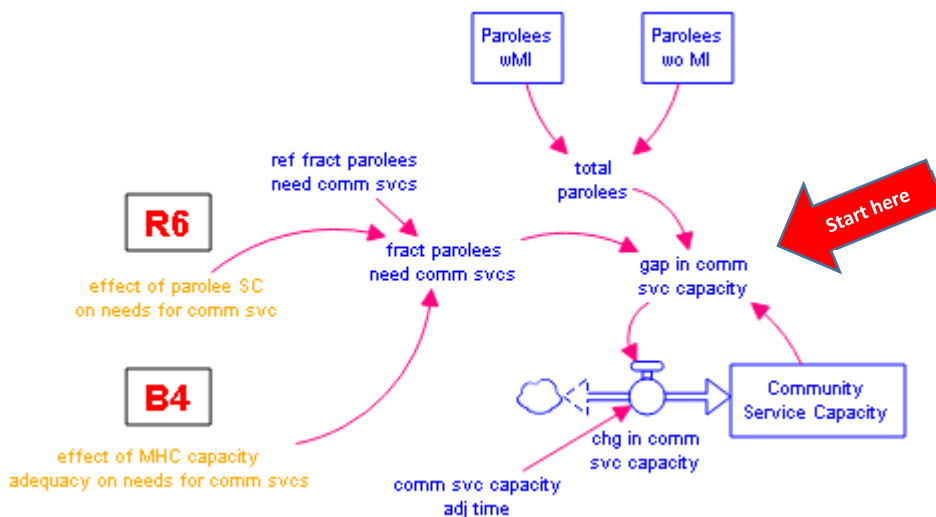 Parolees
wMI
Parolees
wo MI
ref fract parolees
need comm svcs
total
parolees
Start here
R6
fract parolees
need comm svcs
gap in comm
svc capacity
effect of parolee SC
on needs for comm svc
B4
Community
Service Capacity
chg in comm
svc capacity
effect of MHC capacity
adequacy on needs for comm svcs
comm svc capacity
adj time